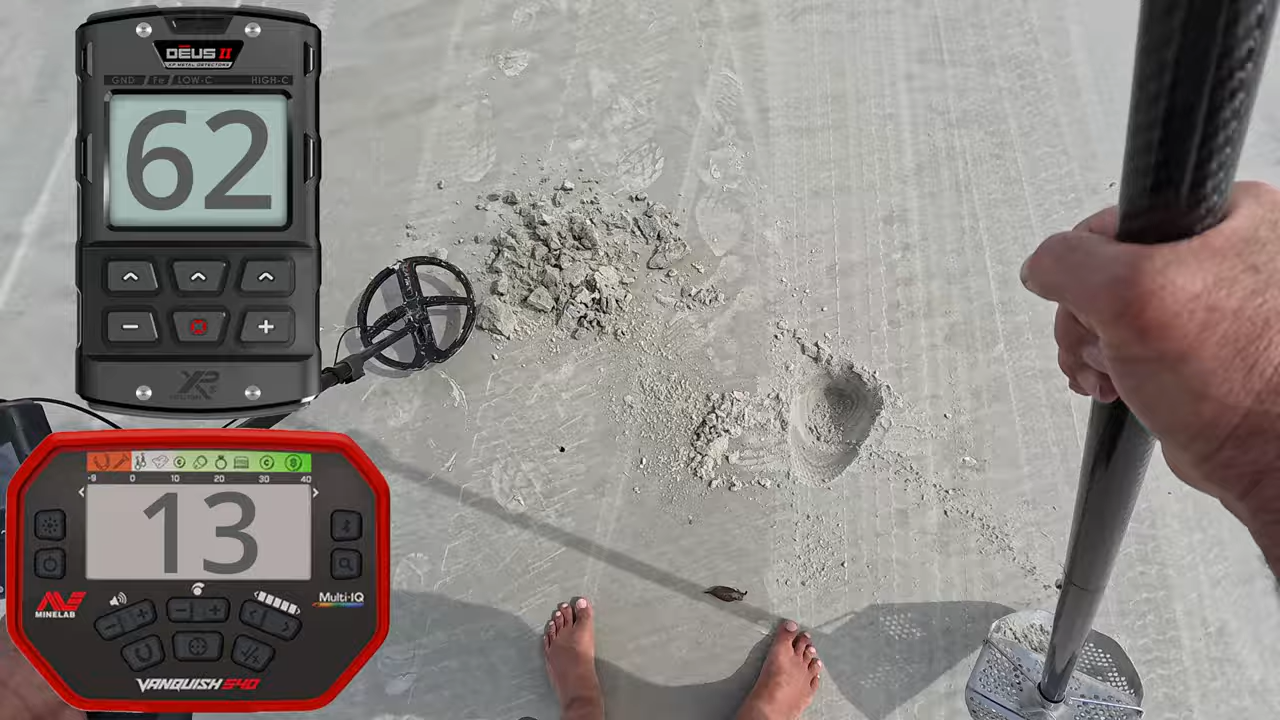 DEUS II
XP METAL DETECTORS
GND / Fe / LOW-C HIGH-C
62
XP
-9 0 10 20 30 40
13
MINELAB
Multi-IQ
VANQUISH 540